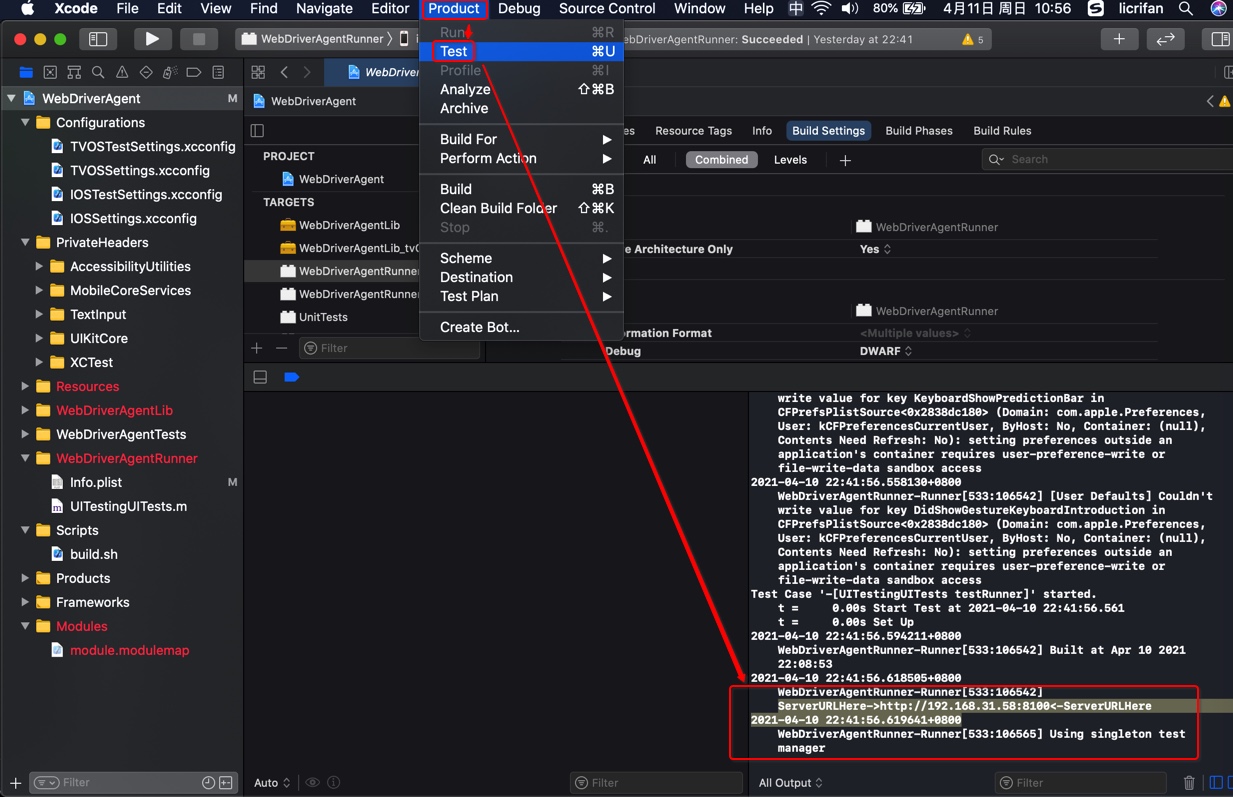 Xcode File Edit View Find Navigate Editor Product Debug Source Control Window Help 中 80% 4月11日 周日 10:56 S licrifan
WebDriverAgentRunner
ebDriverAgentRunner: Succeeded | Yesterday at 22:41
5
Run ⌘R
Test ⌘U
Profile ⌘I
Analyze ⇧⌘B
Archive
Build For
Perform Action
Build ⌘B
Clean Build Folder ⇧⌘K
Stop ⌘.
Scheme
Destination
Test Plan
Create Bot...
WebDriverAgent M
Configurations
TVOSTestSettings.xcconfig
TVOSSettings.xcconfig
IOSTestSettings.xcconfig
IOSSettings.xcconfig
PrivateHeaders
AccessibilityUtilities
MobileCoreServices
TextInput
UIKitCore
XCTest
Resources
WebDriverAgentLib
WebDriverAgentTests
WebDriverAgentRunner
Info.plist M
UITestingUITests.m
Scripts
build.sh
Products
Frameworks
Modules
module.modulemap
Filter
WebDriver
WebDriverAgent
PROJECT
WebDriverAgent
TARGETS
WebDriverAgentLib
WebDriverAgentLib_tvO
WebDriverAgentRunner
WebDriverAgentRunner
UnitTests
Filter
es Resource Tags Info Build Settings Build Phases Build Rules
All Combined Levels + Search
WebDriverAgentRunner
e Architecture Only Yes
WebDriverAgentRunner
ormation Format <Multiple values>
Debug DWARF
write value for key KeyboardShowPredictionBar in
CFPrefsPlistSource<0x2838dc180> (Domain: com.apple.Preferences,
User: kCFPreferencesCurrentUser, ByHost: No, Container: (null),
Contents Need Refresh: No): setting preferences outside an
application's container requires user-preference-write or
file-write-data sandbox access
2021-04-10 22:41:56.558130+0800
WebDriverAgentRunner-Runner[533:106542] [User Defaults] Couldn't
write value for key DidShowGestureKeyboardIntroduction in
CFPrefsPlistSource<0x2838dc180> (Domain: com.apple.Preferences,
User: kCFPreferencesCurrentUser, ByHost: No, Container: (null),
Contents Need Refresh: No): setting preferences outside an
application's container requires user-preference-write or
file-write-data sandbox access
Test Case '-[UITestingUITests testRunner]' started.
t = 0.00s Start Test at 2021-04-10 22:41:56.561
t = 0.00s Set Up
2021-04-10 22:41:56.594211+0800
WebDriverAgentRunner-Runner[533:106542] Built at Apr 10 2021
22:08:53
2021-04-10 22:41:56.618505+0800
WebDriverAgentRunner-Runner[533:106542]
ServerURLHere->http://192.168.31.58:8100<-ServerURLHere
2021-04-10 22:41:56.619641+0800
WebDriverAgentRunner-Runner[533:106565] Using singleton test
manager
Auto
Filter
All Output
Filter